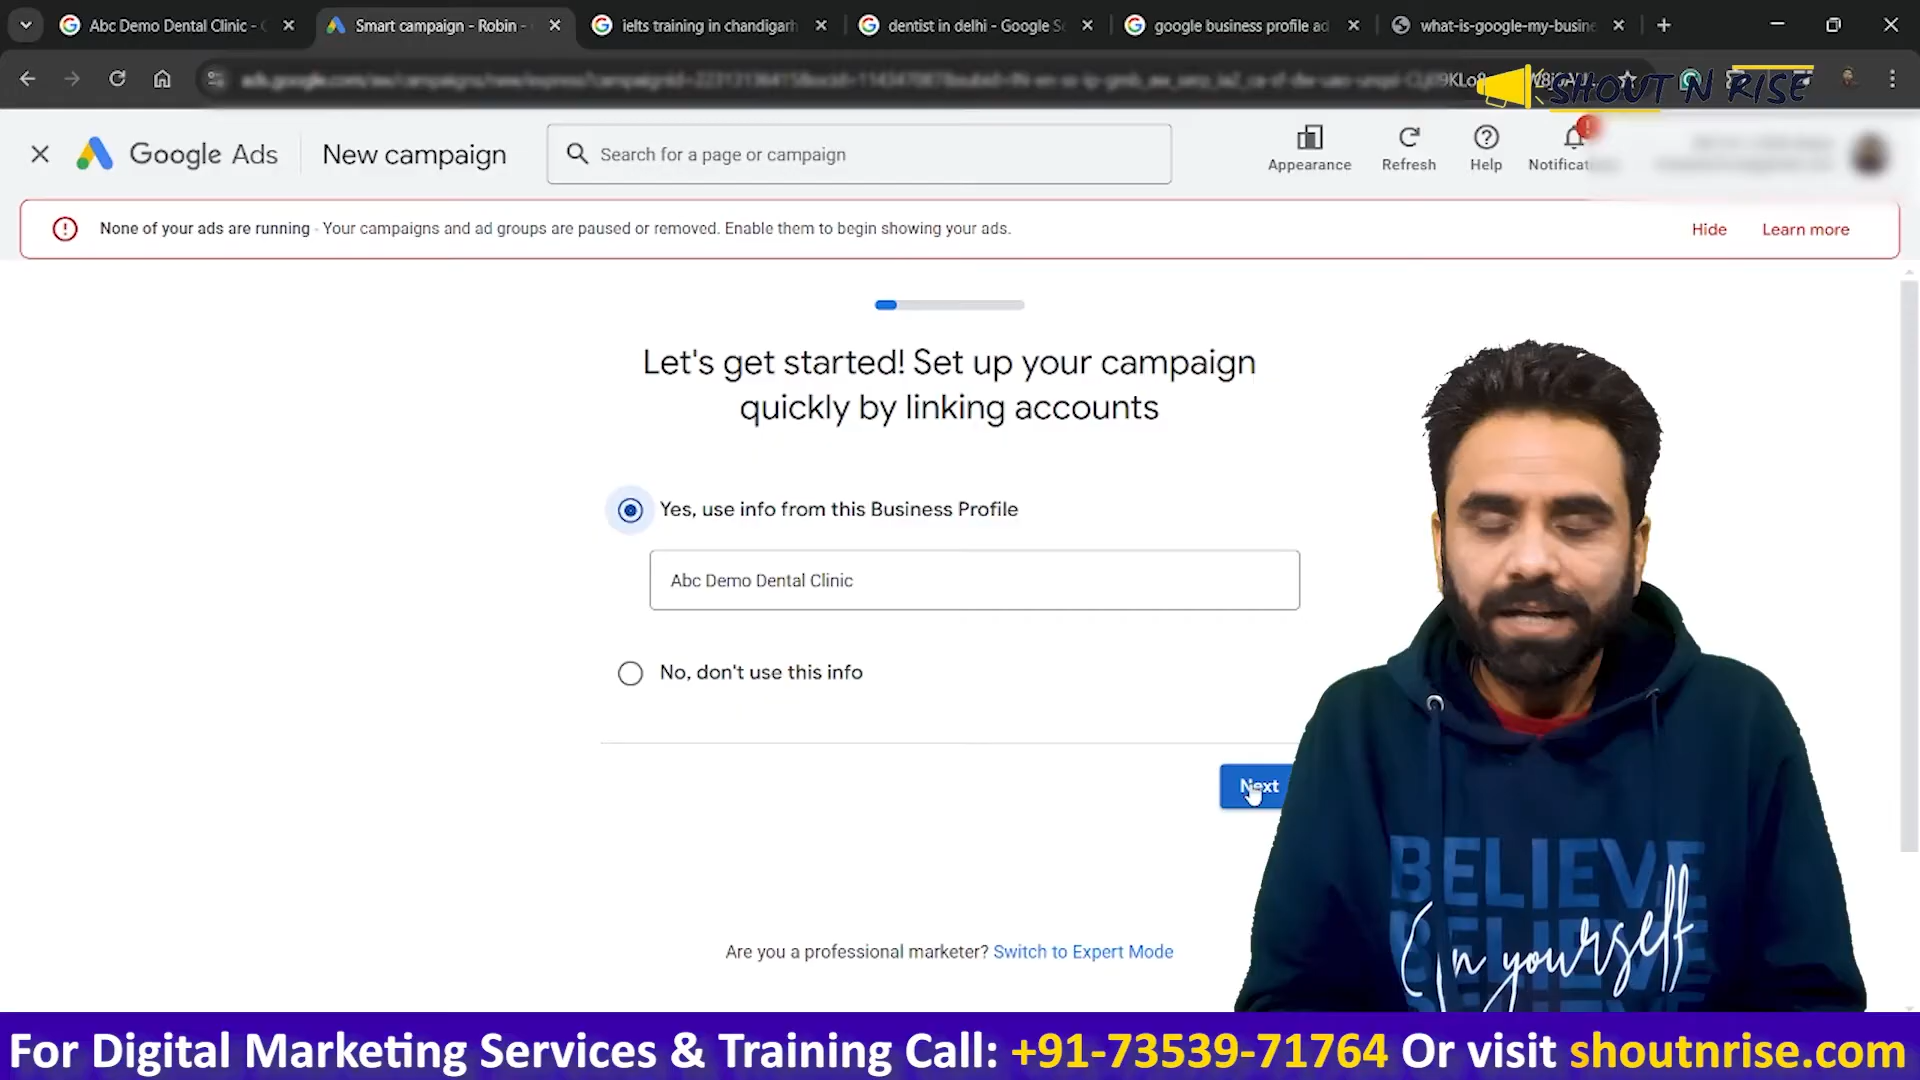 Abc Demo Dental Clinic -
Smart campaign - Robin -
ielts training in chandigarh
dentist in delhi - Google Se
google business profile ad
what-is-google-my-busine
SHOUT N RISE
Google Ads
New campaign
Search for a page or campaign
Appearance
Refresh
Help
Notificat
None of your ads are running - Your campaigns and ad groups are paused or removed. Enable them to begin showing your ads.
Hide
Learn more
Let's get started! Set up your campaign
quickly by linking accounts
Yes, use info from this Business Profile
Abc Demo Dental Clinic
No, don't use this info
Next
Are you a professional marketer? Switch to Expert Mode
BELIEVE
BELIEVE
In yourself
BELIEVE
For Digital Marketing Services & Training Call: +91-73539-71764 Or visit shoutnrise.com